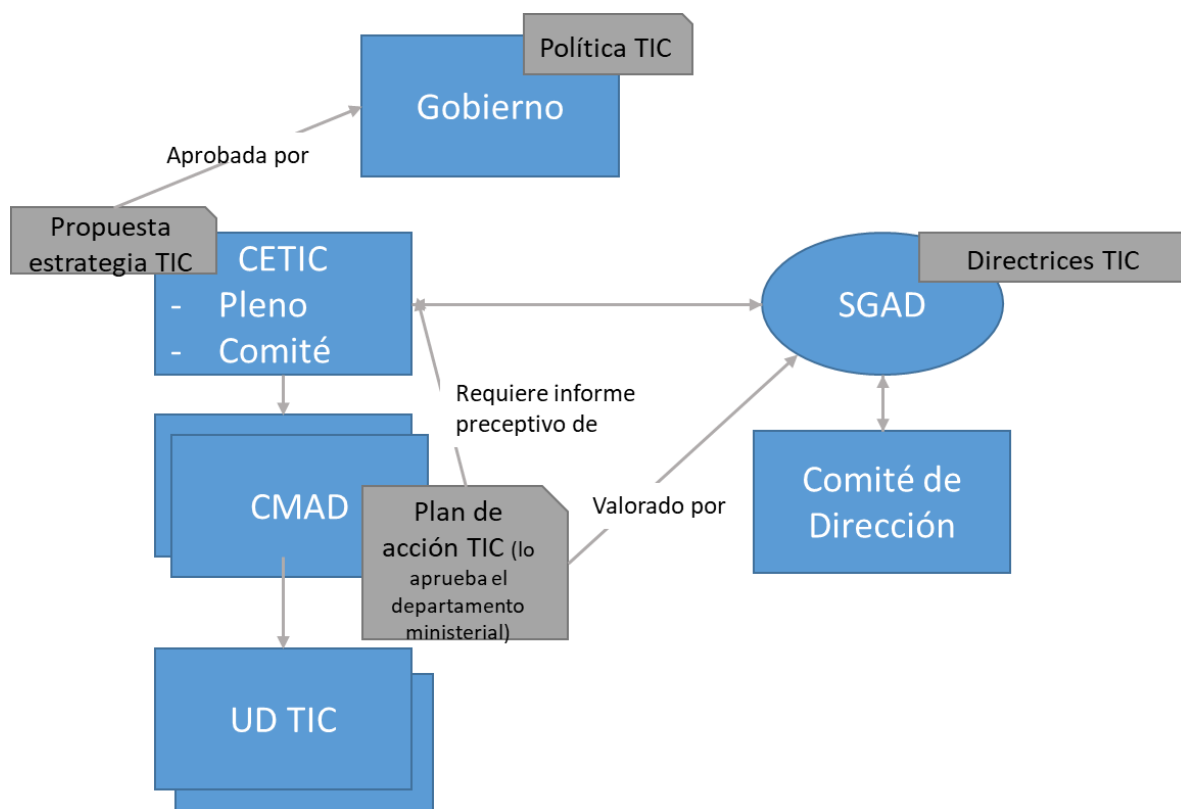 Política TIC
Gobierno
Aprobada por
Propuesta
estrategia TIC
CETIC
- Pleno
- Comité
Directrices TIC
SGAD
Requiere informe
preceptivo de
CMAD
Plan de
acción TIC (lo
aprueba el
departamento
ministerial)
Valorado por
Comité de
Dirección
UD TIC